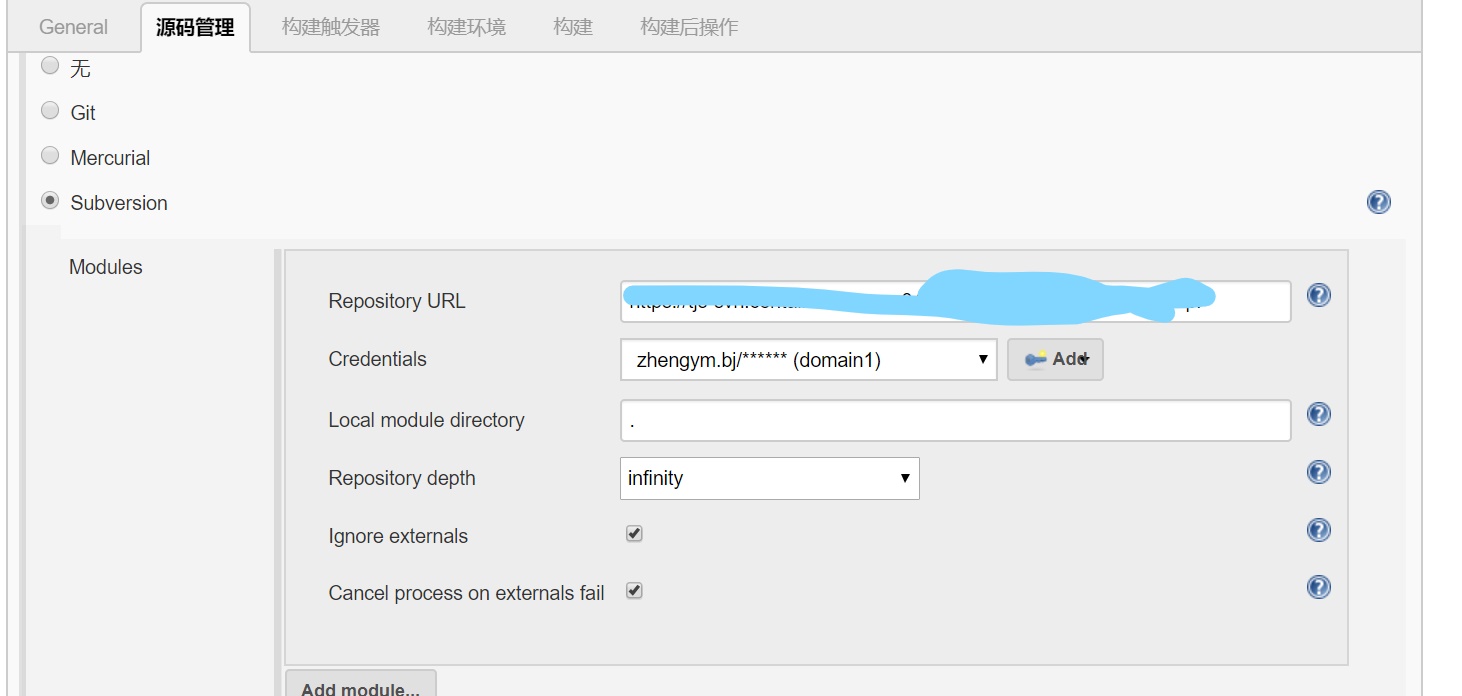 General 源码管理 构建触发器 构建环境 构建 构建后操作
无
Git
Mercurial
Subversion
Modules
Repository URL
Credentials zhengym.bj/****** (domain1) Add
Local module directory .
Repository depth infinity
Ignore externals
Cancel process on externals fail
Add module...